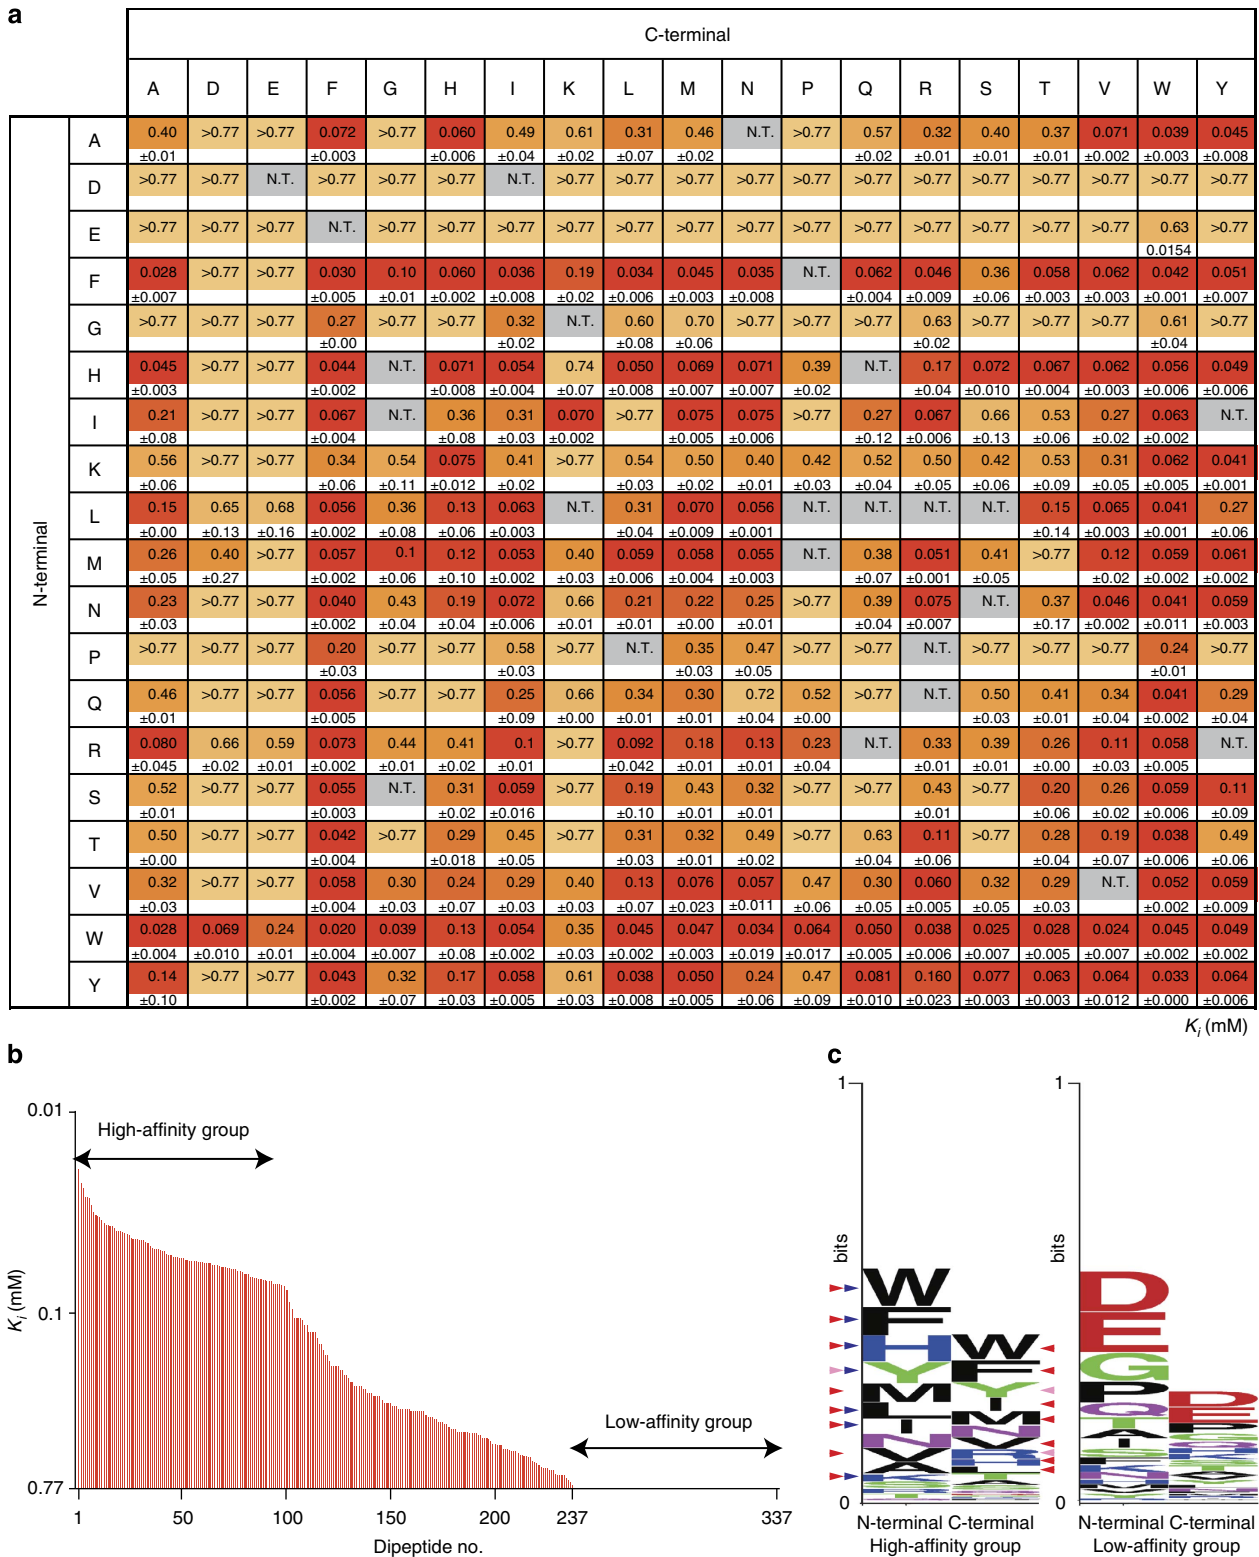 a
C-terminal
A D E F G H I K L M N P Q R S T V W Y
N-terminal
A 0.40 >0.77 >0.77 0.072 >0.77 0.060 0.49 0.61 0.31 0.46 N.T. >0.77 0.57 0.32 0.40 0.37 0.071 0.039 0.045
±0.01 ±0.003 ±0.006 ±0.04 ±0.02 ±0.07 ±0.02 ±0.02 ±0.01 ±0.01 ±0.01 ±0.002 ±0.003 ±0.008
D >0.77 >0.77 N.T. >0.77 >0.77 >0.77 N.T. >0.77 >0.77 >0.77 >0.77 >0.77 >0.77 >0.77 >0.77 >0.77 >0.77 >0.77 >0.77
E >0.77 >0.77 >0.77 N.T. >0.77 >0.77 >0.77 >0.77 >0.77 >0.77 >0.77 >0.77 >0.77 >0.77 >0.77 >0.77 >0.77 0.63 >0.77
0.0154
F 0.028 >0.77 >0.77 0.030 0.10 0.060 0.036 0.19 0.034 0.045 0.035 N.T. 0.062 0.046 0.36 0.058 0.062 0.042 0.051
±0.007 ±0.005 ±0.01 ±0.002 ±0.008 ±0.02 ±0.006 ±0.003 ±0.008 ±0.004 ±0.009 ±0.06 ±0.003 ±0.003 ±0.001 ±0.007
G >0.77 >0.77 >0.77 0.27 >0.77 >0.77 0.32 N.T. 0.60 0.70 >0.77 >0.77 >0.77 0.63 >0.77 >0.77 >0.77 0.61 >0.77
±0.00 ±0.02 ±0.08 ±0.06 ±0.02 ±0.04
H 0.045 >0.77 >0.77 0.044 N.T. 0.071 0.054 0.74 0.050 0.069 0.071 0.39 N.T. 0.17 0.072 0.067 0.062 0.056 0.049
±0.003 ±0.002 ±0.008 ±0.004 ±0.07 ±0.008 ±0.007 ±0.007 ±0.02 ±0.04 ±0.010 ±0.004 ±0.003 ±0.006 ±0.006
I 0.21 >0.77 >0.77 0.067 N.T. 0.36 0.31 0.070 >0.77 0.075 0.075 >0.77 0.27 0.067 0.66 0.53 0.27 0.063 N.T.
±0.08 ±0.004 ±0.08 ±0.03 ±0.002 ±0.005 ±0.006 ±0.12 ±0.006 ±0.13 ±0.06 ±0.02 ±0.002
K 0.56 >0.77 >0.77 0.34 0.54 0.075 0.41 >0.77 0.54 0.50 0.40 0.42 0.52 0.50 0.42 0.53 0.31 0.062 0.041
±0.06 ±0.06 ±0.11 ±0.012 ±0.02 ±0.03 ±0.02 ±0.01 ±0.03 ±0.04 ±0.05 ±0.06 ±0.09 ±0.05 ±0.005 ±0.001
L 0.15 0.65 0.68 0.056 0.36 0.13 0.063 N.T. 0.31 0.070 0.056 N.T. N.T. N.T. N.T. 0.15 0.065 0.041 0.27
±0.00 ±0.13 ±0.16 ±0.002 ±0.08 ±0.06 ±0.003 ±0.04 ±0.009 ±0.001 ±0.14 ±0.003 ±0.001 ±0.06
M 0.26 0.40 >0.77 0.057 0.1 0.12 0.053 0.40 0.059 0.058 0.055 N.T. 0.38 0.051 0.41 >0.77 0.12 0.059 0.061
±0.05 ±0.27 ±0.002 ±0.06 ±0.10 ±0.002 ±0.03 ±0.006 ±0.004 ±0.003 ±0.07 ±0.001 ±0.05 ±0.02 ±0.002 ±0.002
N 0.23 >0.77 >0.77 0.040 0.43 0.19 0.072 0.66 0.21 0.22 0.25 >0.77 0.39 0.075 N.T. 0.37 0.046 0.041 0.059
±0.03 ±0.002 ±0.04 ±0.04 ±0.006 ±0.01 ±0.01 ±0.00 ±0.01 ±0.04 ±0.007 ±0.17 ±0.002 ±0.011 ±0.003
P >0.77 >0.77 >0.77 0.20 >0.77 >0.77 0.58 >0.77 N.T. 0.35 0.47 >0.77 >0.77 N.T. >0.77 >0.77 >0.77 0.24 >0.77
±0.03 ±0.03 ±0.03 ±0.05 ±0.01
Q 0.46 >0.77 >0.77 0.056 >0.77 >0.77 0.25 0.66 0.34 0.30 0.72 0.52 >0.77 N.T. 0.50 0.41 0.34 0.041 0.29
±0.01 ±0.005 ±0.09 ±0.00 ±0.01 ±0.01 ±0.04 ±0.00 ±0.03 ±0.01 ±0.04 ±0.002 ±0.04
R 0.080 0.66 0.59 0.073 0.44 0.41 0.1 >0.77 0.092 0.18 0.13 0.23 N.T. 0.33 0.39 0.26 0.11 0.058 N.T.
±0.045 ±0.02 ±0.01 ±0.002 ±0.01 ±0.02 ±0.01 ±0.042 ±0.01 ±0.01 ±0.04 ±0.01 ±0.01 ±0.00 ±0.03 ±0.005
S 0.52 >0.77 >0.77 0.055 N.T. 0.31 0.059 >0.77 0.19 0.43 0.32 >0.77 >0.77 0.43 >0.77 0.20 0.26 0.059 0.11
±0.01 ±0.003 ±0.02 ±0.016 ±0.10 ±0.01 ±0.01 ±0.01 ±0.06 ±0.02 ±0.006 ±0.09
T 0.50 >0.77 >0.77 0.042 >0.77 0.29 0.45 >0.77 0.31 0.32 0.49 >0.77 0.63 0.11 >0.77 0.28 0.19 0.038 0.49
±0.00 ±0.004 ±0.018 ±0.05 ±0.03 ±0.01 ±0.02 ±0.04 ±0.06 ±0.04 ±0.07 ±0.006 ±0.06
V 0.32 >0.77 >0.77 0.058 0.30 0.24 0.29 0.40 0.13 0.076 0.057 0.47 0.30 0.060 0.32 0.29 N.T. 0.052 0.059
±0.03 ±0.004 ±0.03 ±0.07 ±0.03 ±0.03 ±0.07 ±0.023 ±0.011 ±0.06 ±0.05 ±0.005 ±0.05 ±0.03 ±0.002 ±0.009
W 0.028 0.069 0.24 0.020 0.039 0.13 0.054 0.35 0.045 0.047 0.034 0.064 0.050 0.038 0.025 0.028 0.024 0.045 0.049
±0.004 ±0.010 ±0.01 ±0.004 ±0.007 ±0.08 ±0.002 ±0.03 ±0.002 ±0.003 ±0.019 ±0.017 ±0.005 ±0.006 ±0.007 ±0.005 ±0.007 ±0.002 ±0.002
Y 0.14 >0.77 >0.77 0.043 0.32 0.17 0.058 0.61 0.038 0.050 0.24 0.47 0.081 0.160 0.077 0.063 0.064 0.033 0.064
±0.10 ±0.002 ±0.07 ±0.03 ±0.005 ±0.03 ±0.008 ±0.005 ±0.06 ±0.09 ±0.010 ±0.023 ±0.003 ±0.003 ±0.012 ±0.000 ±0.006
Ki (mM)
b
0.01
High-affinity group
Ki (mM)
0.1
Low-affinity group
0.77
1 50 100 150 200 237 337
Dipeptide no.
c
1 1
bits bits
W
F
H W
Y F
M Y
D
E
G
P D
Q E
0 0
N-terminal C-terminal N-terminal C-terminal
High-affinity group Low-affinity group